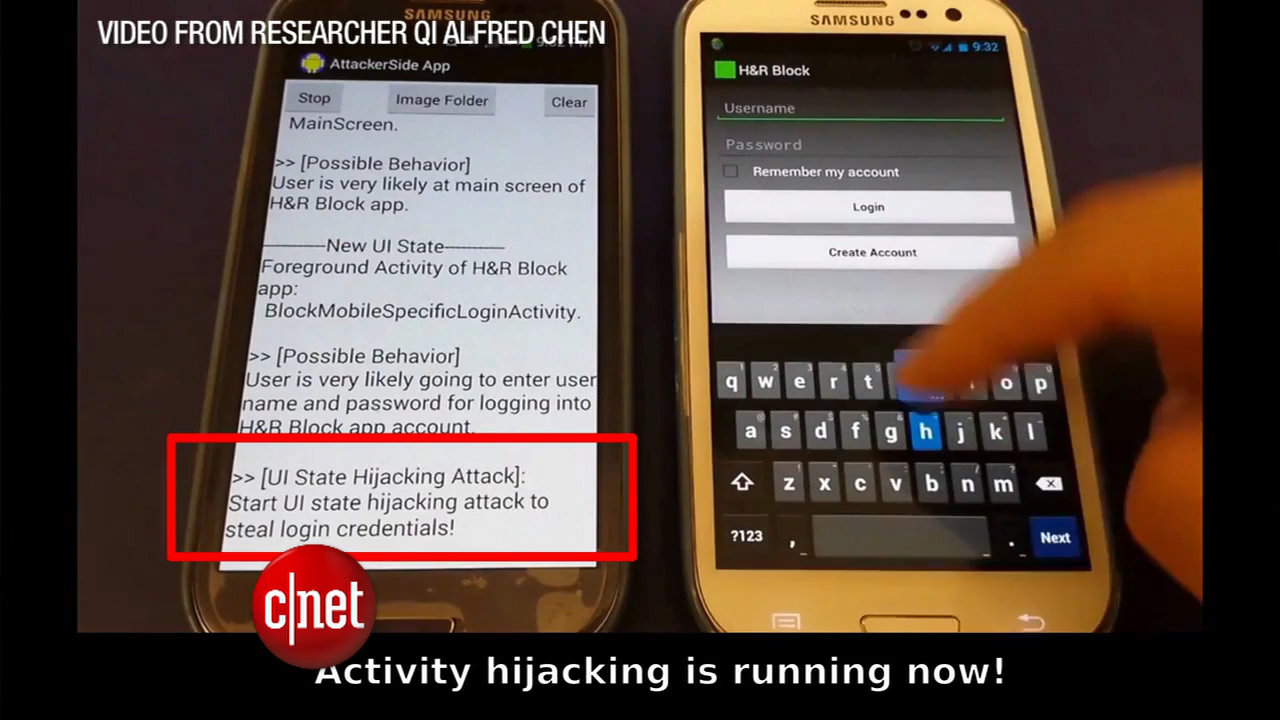 VIDEO FROM RESEARCHER QI ALFRED CHEN
SAMSUNG
AttackerSide App
Stop
Image Folder
Clear
MainScreen.
>> [Possible Behavior]
User is very likely at main screen of
H&R Block app.
----------New UI State----------
Foreground Activity of H&R Block
app:
BlockMobileSpecificLoginActivity.
>> [Possible Behavior]
User is very likely going to enter user
name and password for logging into
H&R Block app account.
>> [UI State Hijacking Attack]:
Start UI state hijacking attack to
steal login credentials!
SAMSUNG
9:32
H&R Block
Username
Password
Remember my account
Login
Create Account
q w e r t o p
a s d f g h j k l
z x c v b n m
?123 , . Next
c|net
Activity hijacking is running now!